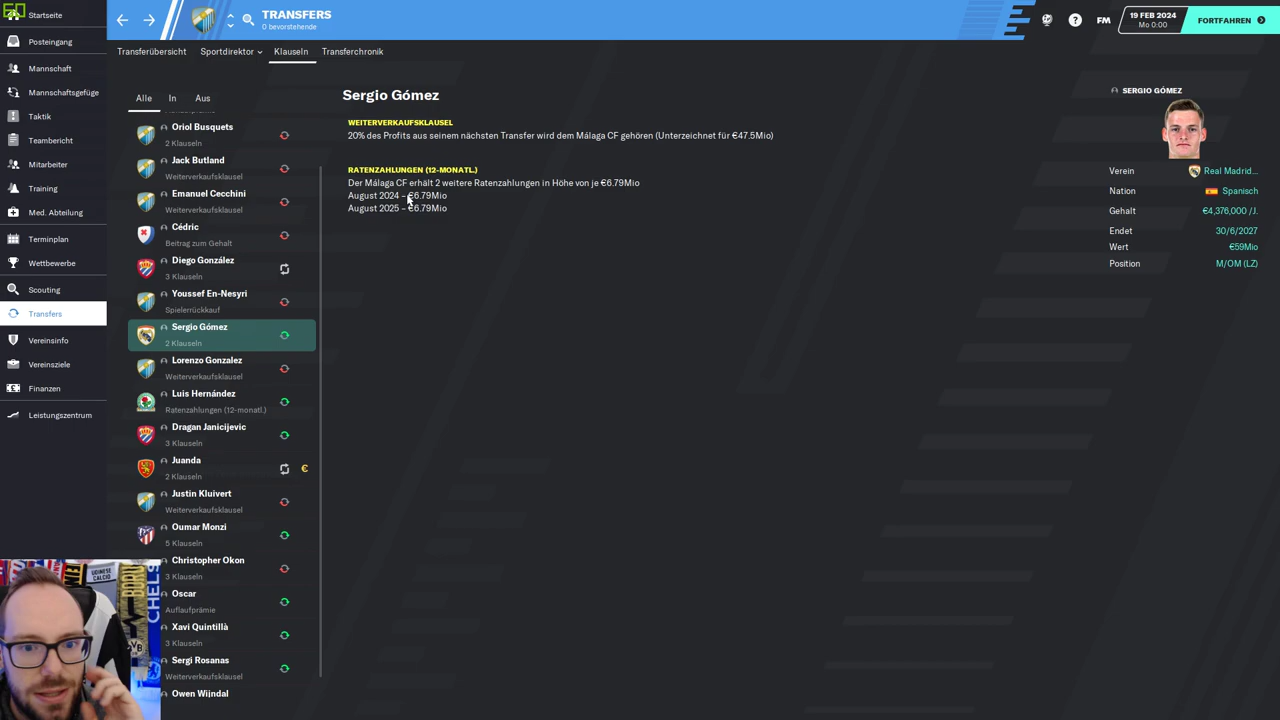 60
Startseite
Posteingang
Mannschaft
Mannschaftsgefüge
Taktik
Teambericht
Mitarbeiter
Training
Med. Abteilung
Terminplan
Wettbewerbe
Scouting
Transfers
Vereinsinfo
Vereinsziele
Finanzen
Leistungszentrum
TRANSFERS
0 bevorstehende
FM
19 FEB 2024
Mo 0:00
FORTFAHREN
Transferübersicht
Sportdirektor
Klauseln
Transferchronik
Alle
In
Aus
Oriol Busquets
2 Klauseln
Jack Butland
Weiterverkaufsklausel
Emanuel Cecchini
Weiterverkaufsklausel
Cédric
Beitrag zum Gehalt
Diego González
3 Klauseln
Youssef En-Nesyri
Spielerrückkauf
Sergio Gómez
2 Klauseln
Lorenzo Gonzalez
Weiterverkaufsklausel
Luis Hernández
Ratenzahlungen (12-monatl.)
Dragan Janicijevic
3 Klauseln
Juanda
2 Klauseln
€
Justin Kluivert
Weiterverkaufsklausel
Oumar Monzi
5 Klauseln
Christopher Okon
3 Klauseln
Oscar
Auflaufprämie
Xavi Quintillà
3 Klauseln
Sergi Rosanas
Weiterverkaufsklausel
Owen Wijndal
Sergio Gómez
WEITERVERKAUFSKLAUSEL
20% des Profits aus seinem nächsten Transfer wird dem Málaga CF gehören (Unterzeichnet für €47.5Mio)
RATENZAHLUNGEN (12-MONATL.)
Der Málaga CF erhält 2 weitere Ratenzahlungen in Höhe von je €6.79Mio
August 2024 – €6.79Mio
August 2025 – €6.79Mio
SERGIO GÓMEZ
Verein Real Madrid...
Nation Spanisch
Gehalt €4,376,000 /J.
Endet 30/6/2027
Wert €59Mio
Position M/OM (LZ)
UDINESE
CALCIO
CHELS